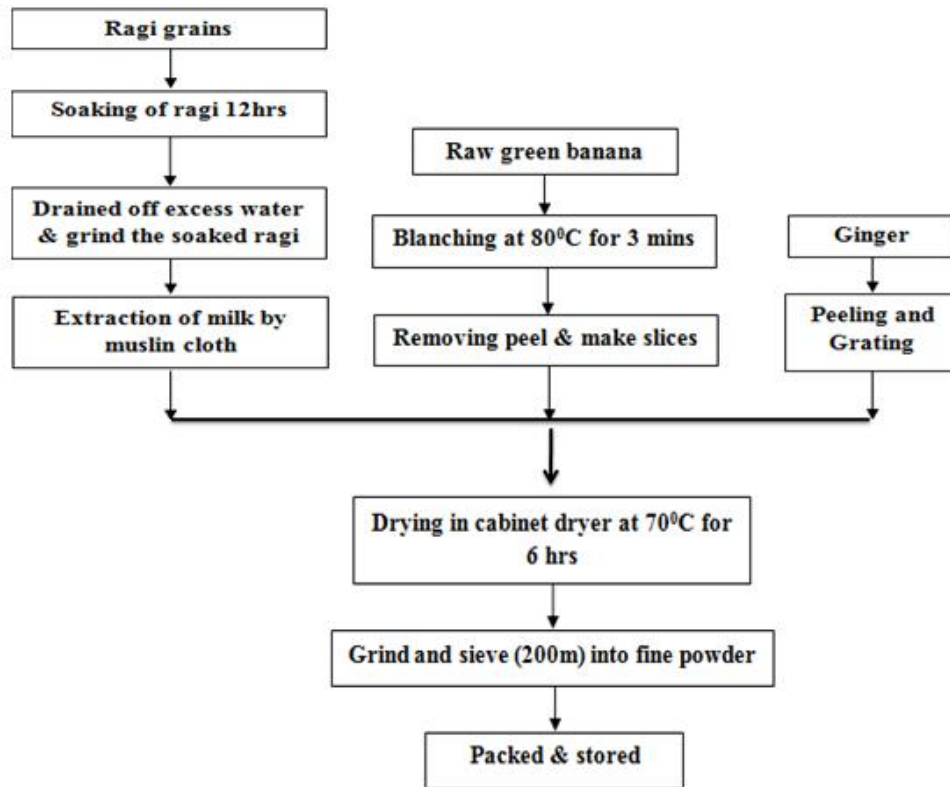 Ragi grains
Soaking of ragi 12hrs
Drained off excess water
& grind the soaked ragi
Extraction of milk by
muslin cloth
Raw green banana
Blanching at 80⁰C for 3 mins
Removing peel & make slices
Ginger
Peeling and
Grating
Drying in cabinet dryer at 70⁰C for
6 hrs
Grind and sieve (200m) into fine powder
Packed & stored